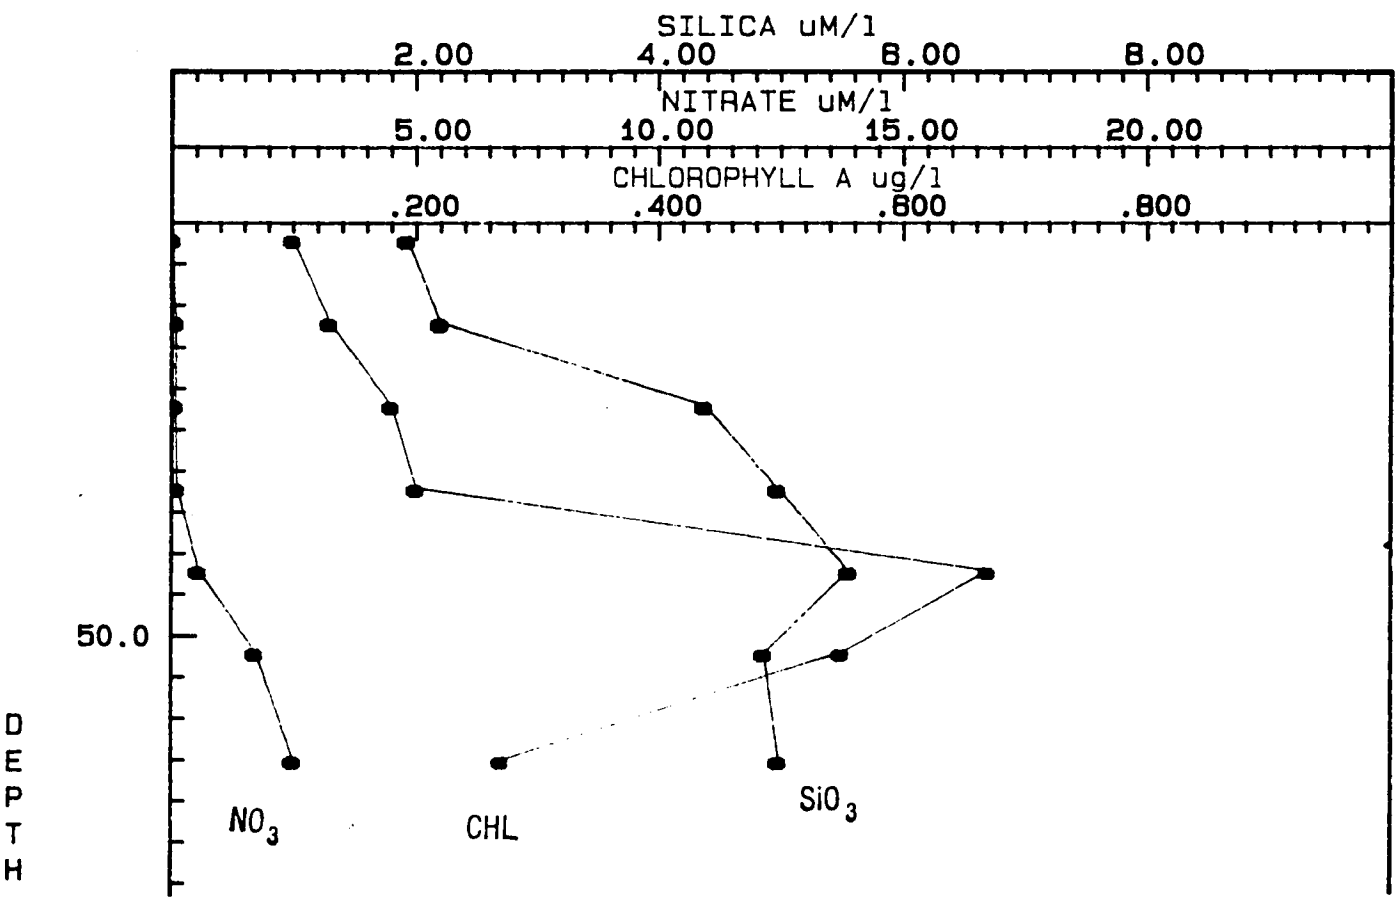 SILICA uM/l
2.00 4.00 6.00 8.00
NITRATE uM/l
5.00 10.00 15.00 20.00
CHLOROPHYLL A ug/l
.200 .400 .600 .800
50.0
DEPTH
NO3
CHL
SiO3